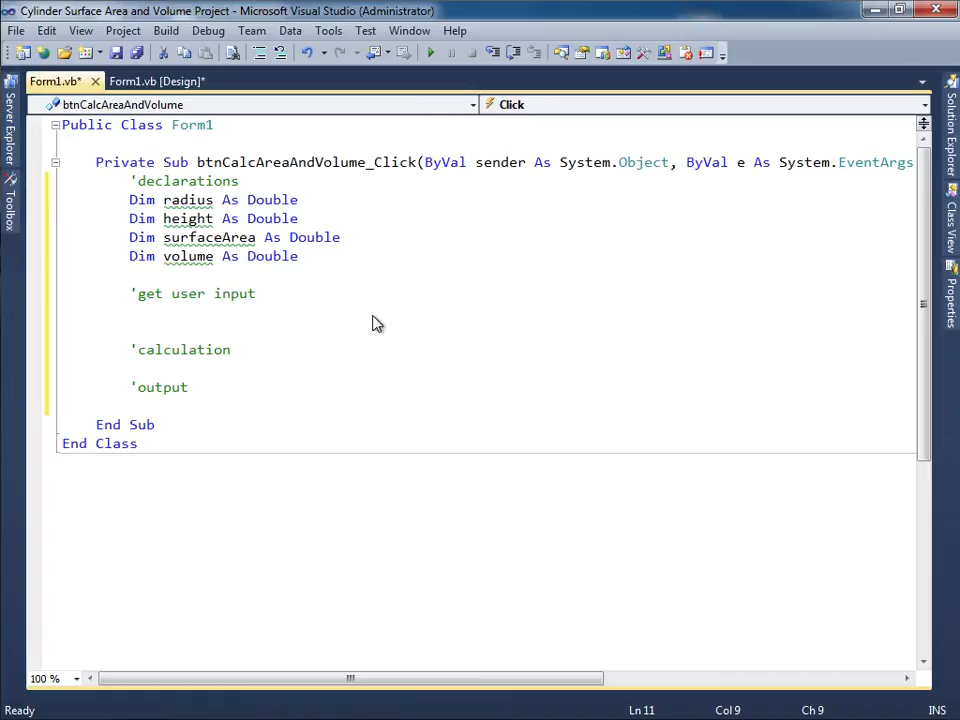 Cylinder Surface Area and Volume Project - Microsoft Visual Studio (Administrator)
File Edit View Project Build Debug Team Data Tools Test Window Help
Form1.vb* Form1.vb [Design]*
btnCalcAreaAndVolume Click
Public Class Form1
Private Sub btnCalcAreaAndVolume_Click(ByVal sender As System.Object, ByVal e As System.EventArgs
'declarations
Dim radius As Double
Dim height As Double
Dim surfaceArea As Double
Dim volume As Double
'get user input
'calculation
'output
End Sub
End Class
Server Explorer
Toolbox
Solution Explorer
Class View
Properties
100 %
Ready Ln 11 Col 9 Ch 9 INS